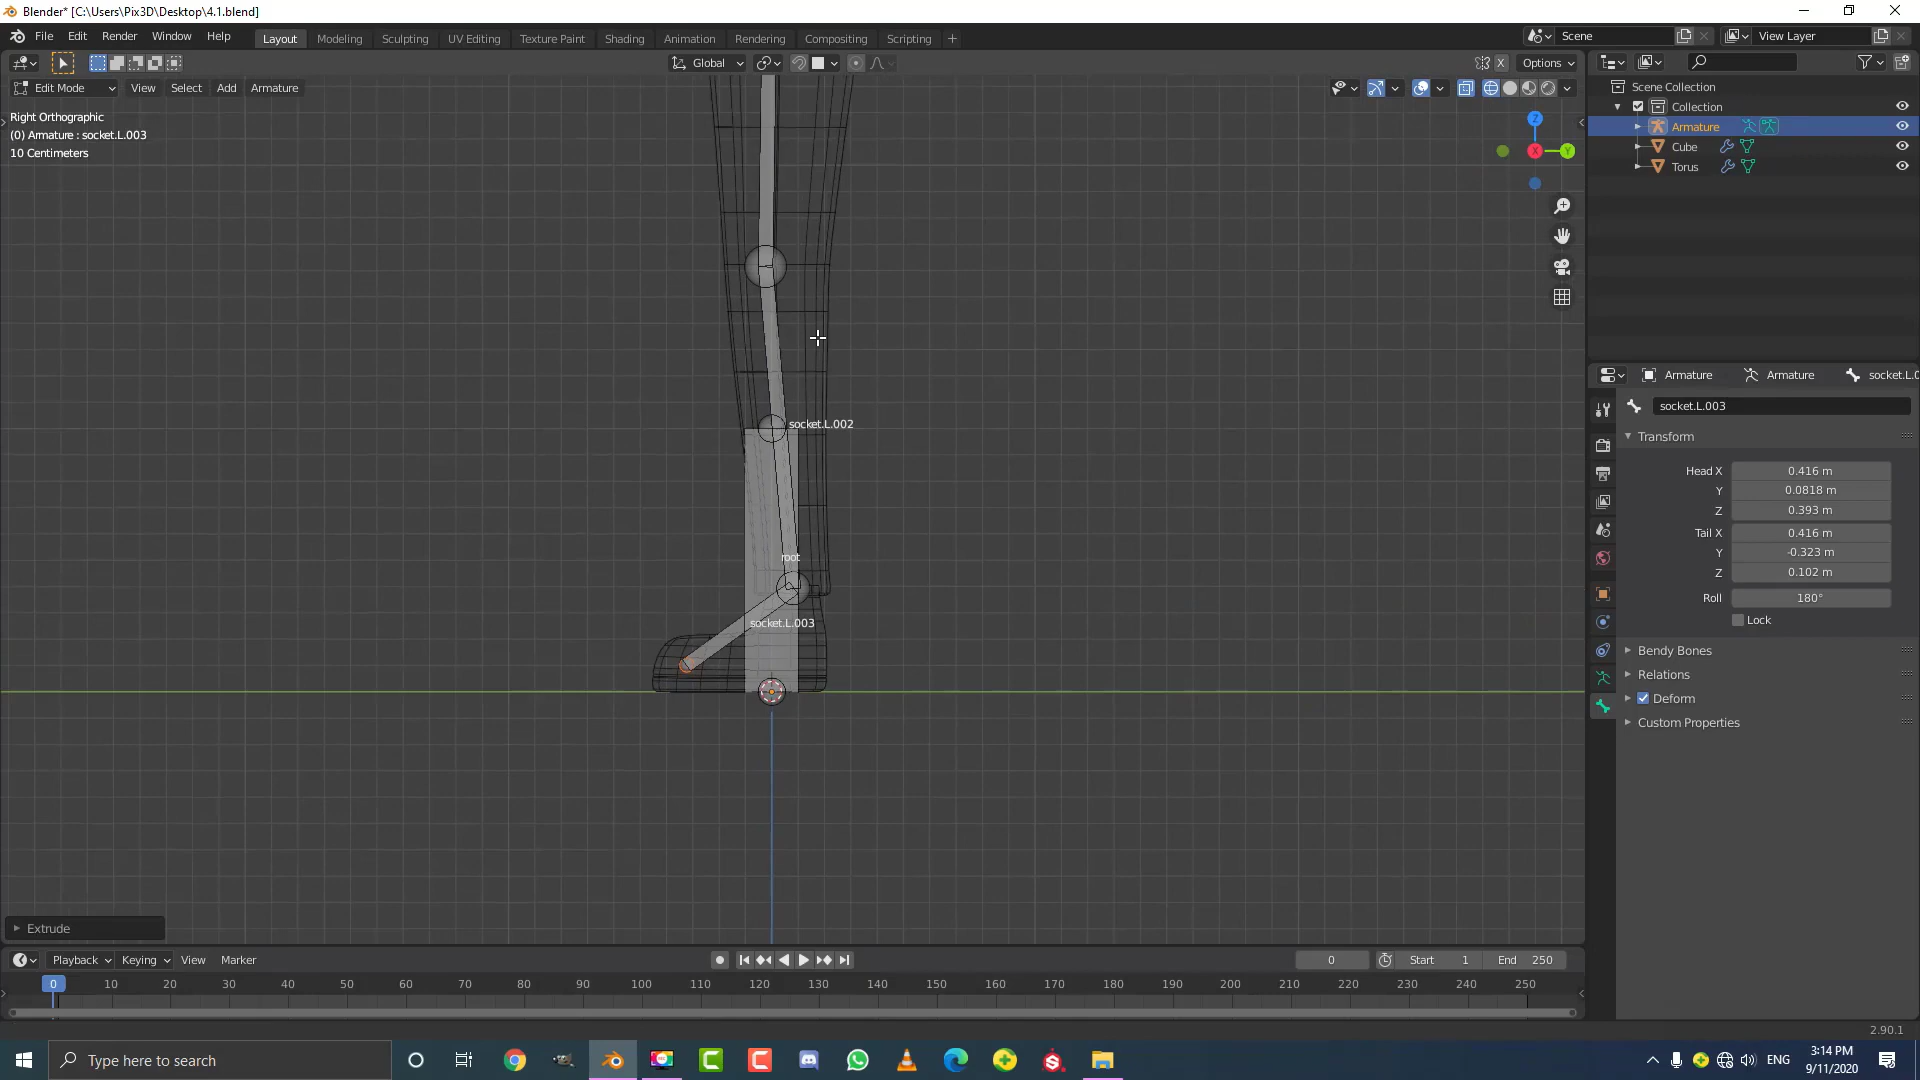 Blender* [C:\Users\Pix3D\Desktop\4.1.blend]
File Edit Render Window Help
Layout Modeling Sculpting UV Editing Texture Paint Shading Animation Rendering Compositing Scripting +
Scene
View Layer
Global
X
Options
Edit Mode View Select Add Armature
Right Orthographic
(0) Armature : socket.L.003
10 Centimeters
Z
X
Y
socket.L.002
root
socket.L.003
Scene Collection
Collection
Armature
Cube
Torus
Armature Armature socket.L.0
socket.L.003
Transform
Head X 0.416 m
Y 0.0818 m
Z 0.393 m
Tail X 0.416 m
Y -0.323 m
Z 0.102 m
Roll 180°
Lock
Bendy Bones
Relations
Deform
Custom Properties
Extrude
Playback Keying View Marker
0
Start 1 End 250
0 10 20 30 40 50 60 70 80 90 100 110 120 130 140 150 160 170 180 190 200 210 220 230 240 250
2.90.1
Type here to search
ENG
3:14 PM
9/11/2020